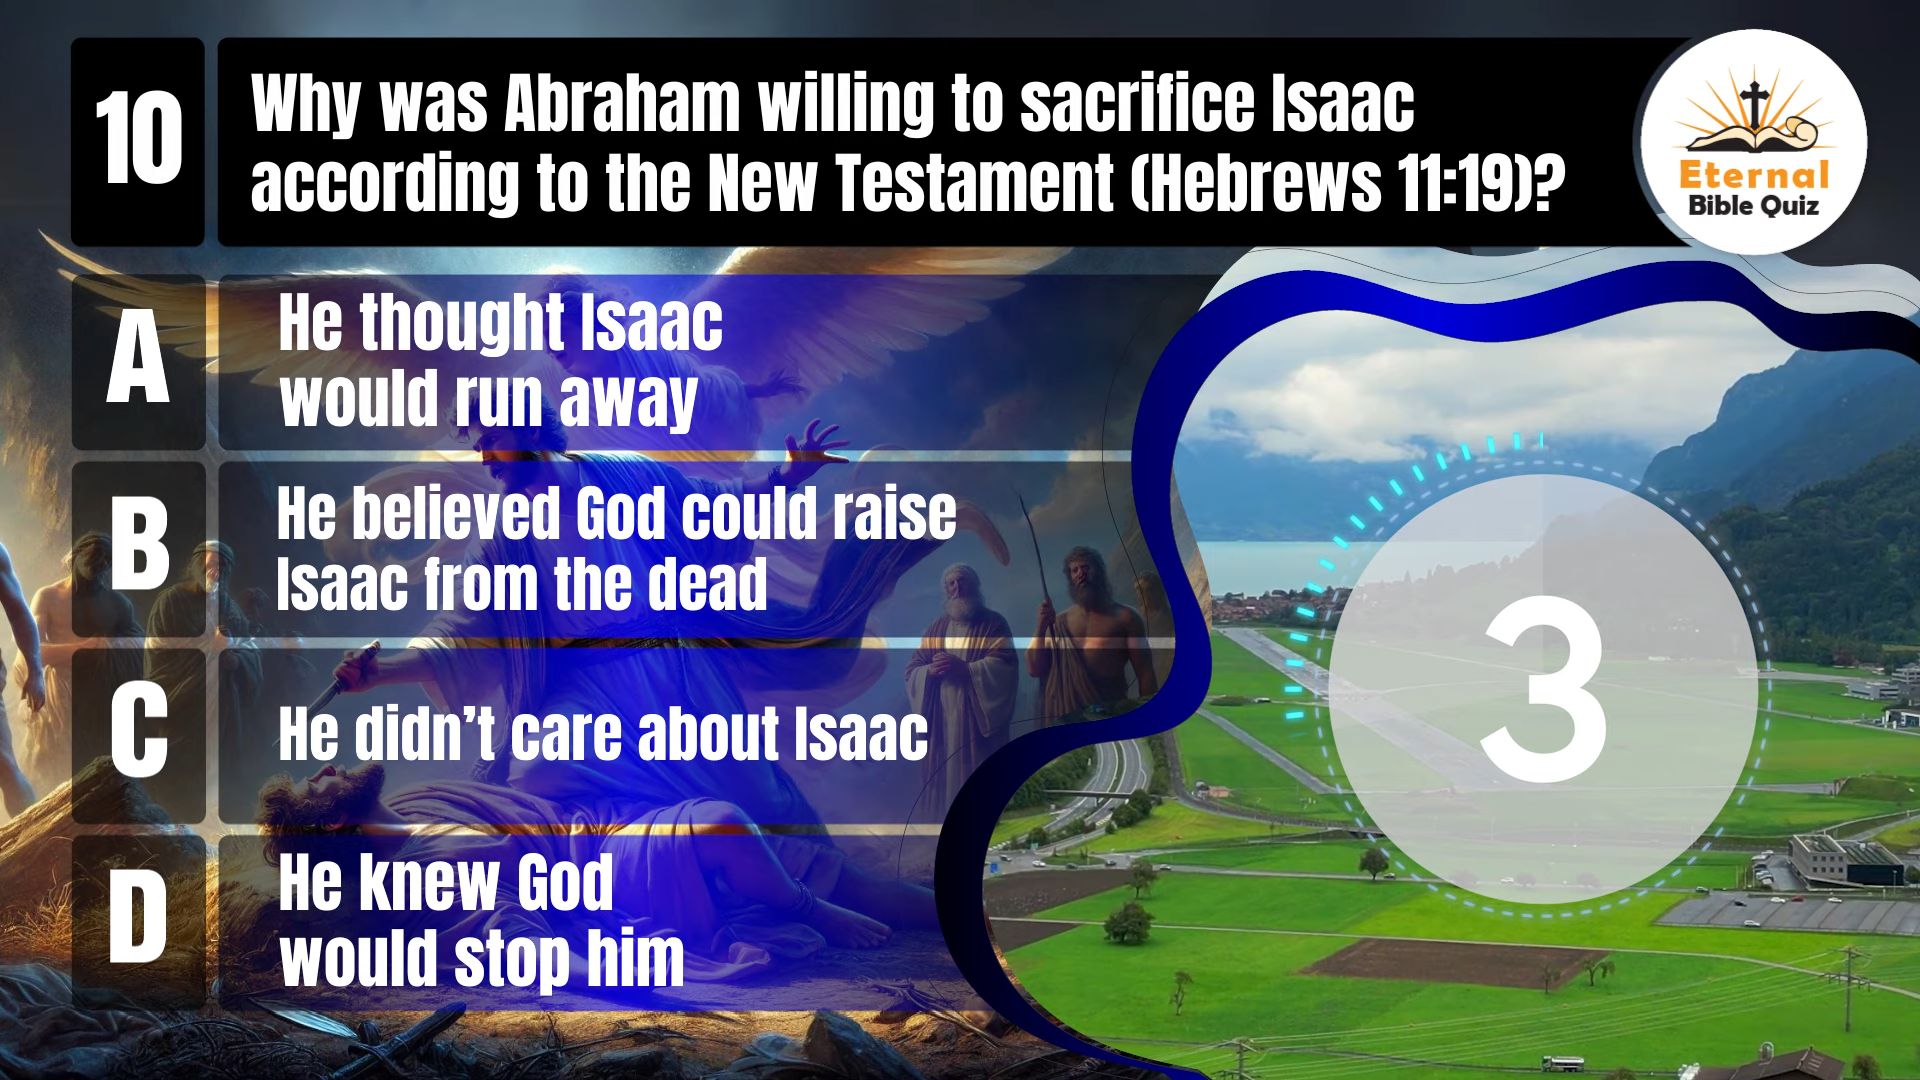 10
Why was Abraham willing to sacrifice Isaac
according to the New Testament (Hebrews 11:19)?
Eternal
Bible Quiz
A
He thought Isaac
would run away
B
He believed God could raise
Isaac from the dead
C
He didn’t care about Isaac
D
He knew God
would stop him
3